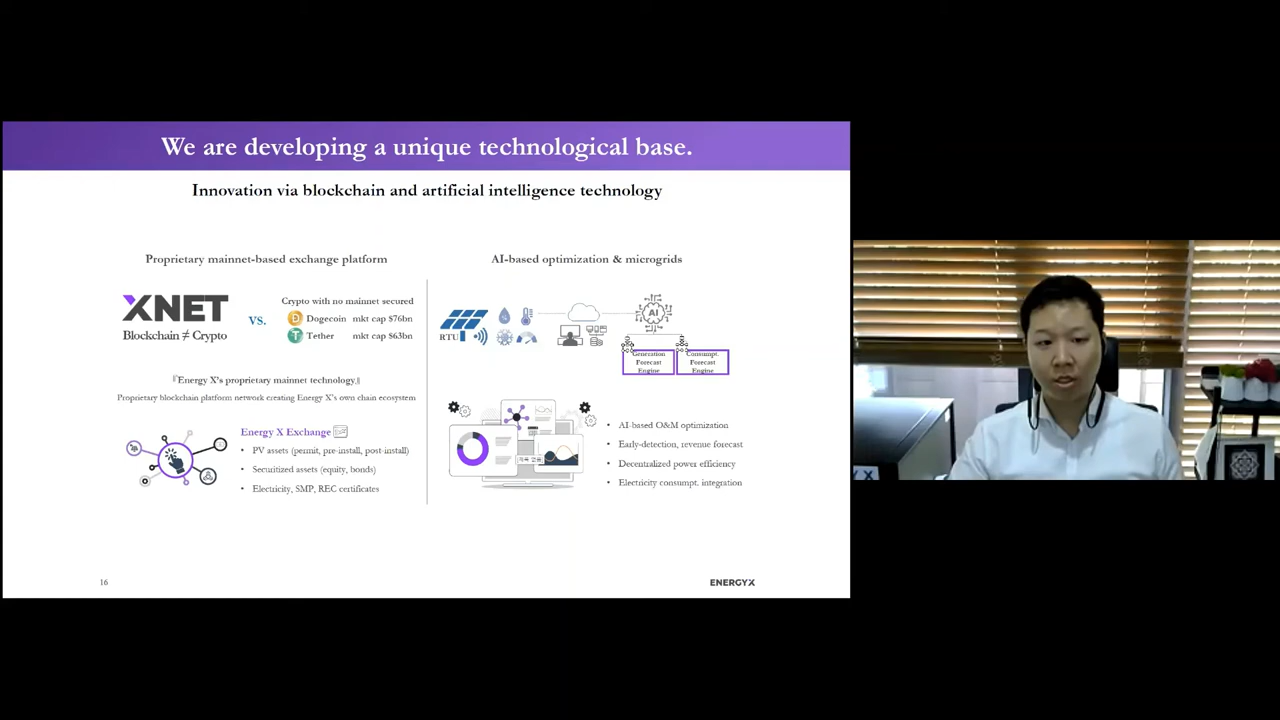 We are developing a unique technological base.
Innovation via blockchain and artificial intelligence technology
Proprietary mainnet-based exchange platform
XNET
Blockchain ≠ Crypto
vs.
Crypto with no mainnet secured
Dogecoin mkt cap $76bn
Tether mkt cap $63bn
『Energy X's proprietary mainnet technology』
Proprietary blockchain platform network creating Energy X's own chain ecosystem
Energy X Exchange
• PV assets (permit, pre-install, post-install)
• Securitized assets (equity, bonds)
• Electricity, SMP, REC certificates
AI-based optimization & microgrids
RTU
AI
Generation
Forecast
Engine
Consumpt.
Forecast
Engine
• AI-based O&M optimization
• Early-detection, revenue forecast
• Decentralized power efficiency
• Electricity consumpt. integration
16
ENERGYX